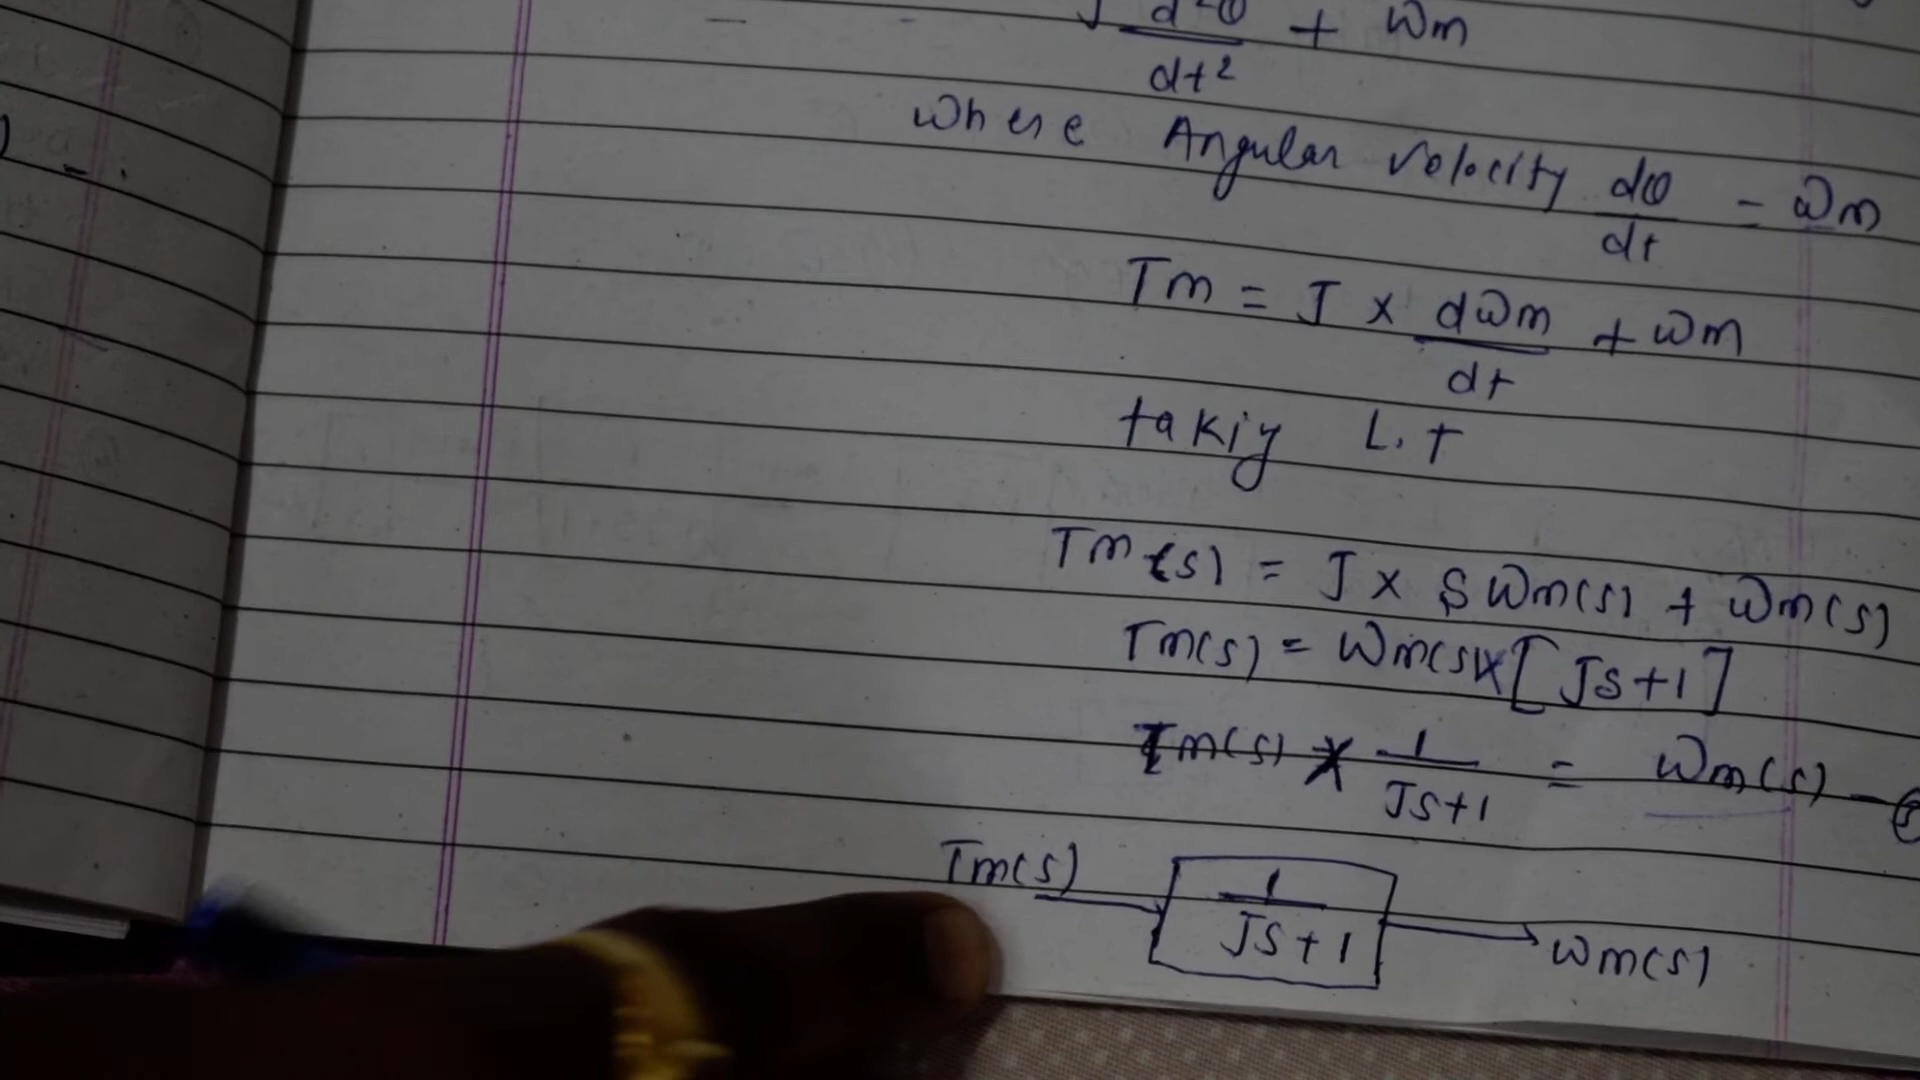 J d²θ/dt² + ωm
where Angular velocity dθ/dt = ωm
Tm = J × dωm/dt + ωm
takiy L.T
Tm(s) = J × S ωm(s) + ωm(s)
Tm(s) = ωm(s) × [JS+1]
Tm(s) × 1/JS+1 = ωm(s) –
Tm(s) → 1/JS+1 → ωm(s)